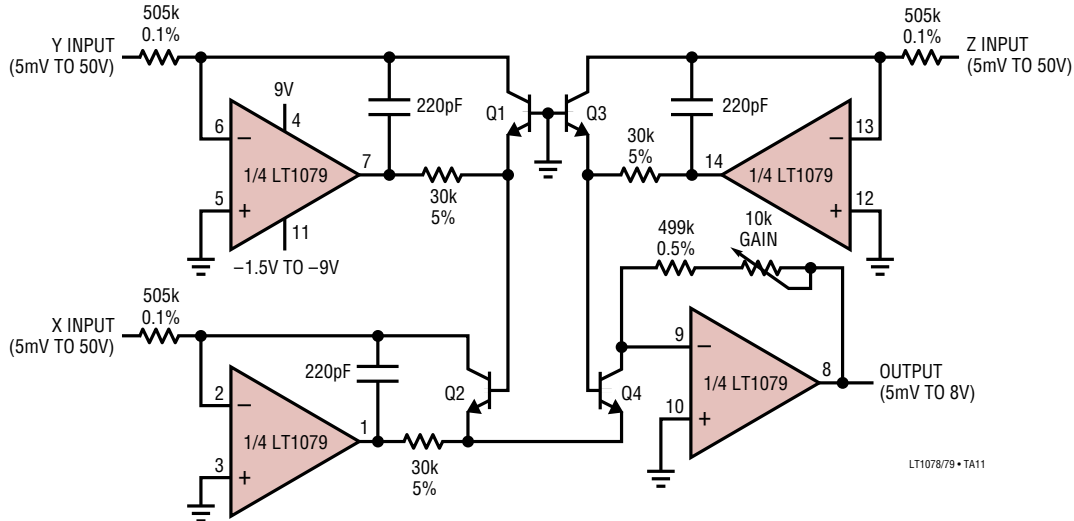 505k
0.1%
Y INPUT
(5mV TO 50V)
9V
4
6
−
1/4 LT1079
7
5
+
11
−1.5V TO −9V
220pF
30k
5%
Q1
Q3
505k
0.1%
Z INPUT
(5mV TO 50V)
220pF
30k
5%
14
13
−
1/4 LT1079
12
+
505k
0.1%
X INPUT
(5mV TO 50V)
220pF
2
−
1/4 LT1079
1
3
+
30k
5%
Q2
Q4
499k
0.5%
10k
GAIN
9
−
1/4 LT1079
8
10
+
OUTPUT
(5mV TO 8V)
LT1078/79 • TA11